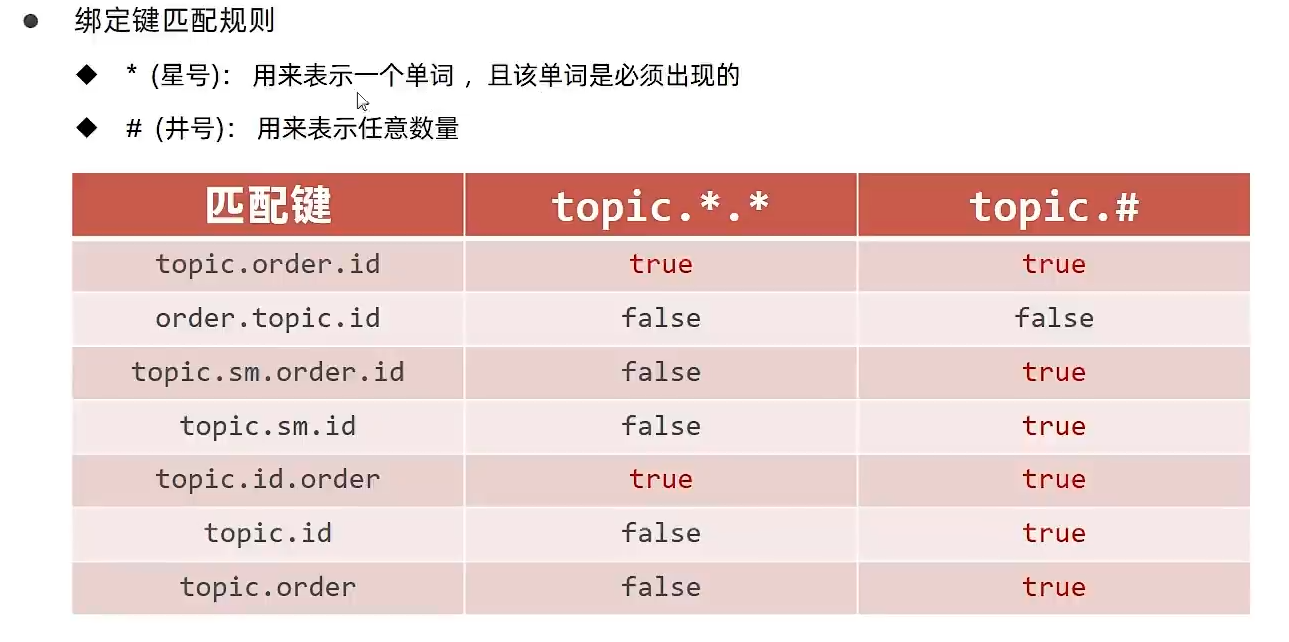 ● 绑定键匹配规则
◆ * (星号): 用来表示一个单词 ，且该单词是必须出现的
◆ # (井号): 用来表示任意数量
匹配键 topic.*.* topic.#
topic.order.id true true
order.topic.id false false
topic.sm.order.id false true
topic.sm.id false true
topic.id.order true true
topic.id false true
topic.order false true